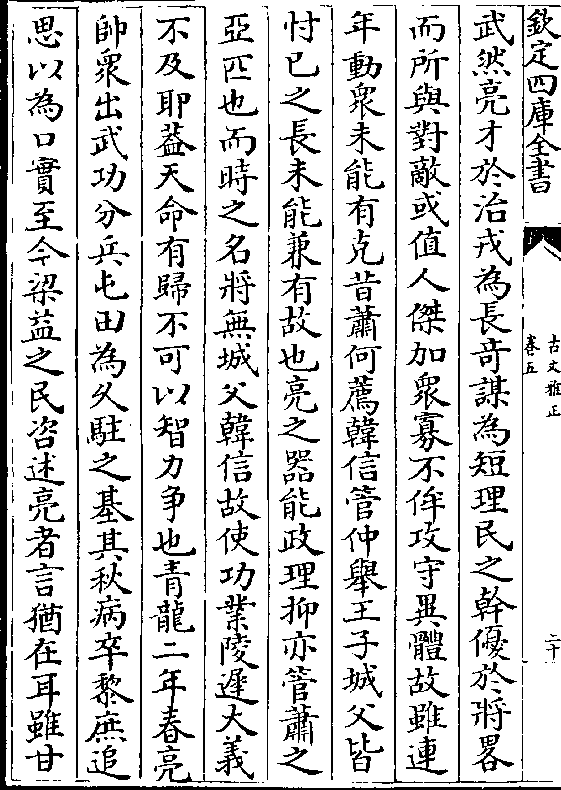 欽定四庫全書
古文雅正
卷五
二十
武然亮才於治戎為長奇謀為短理民之幹優於將畧
而所與對敵或值人傑加衆寡不侔攻守異體故雖連
年動衆未能有克昔蕭何薦韓信管仲舉王子城父皆
忖已之長未能兼有故也亮之器能政理抑亦管蕭之
亞匹也而時之名將無城父韓信故使功業陵遲大義
不及耶葢天命有歸不可以智力争也青龍二年春亮
帥衆出武功分兵屯田為久駐之基其秋病卒黎庶追
思以為口實至今梁益之民咨述亮者言猶在耳雖甘